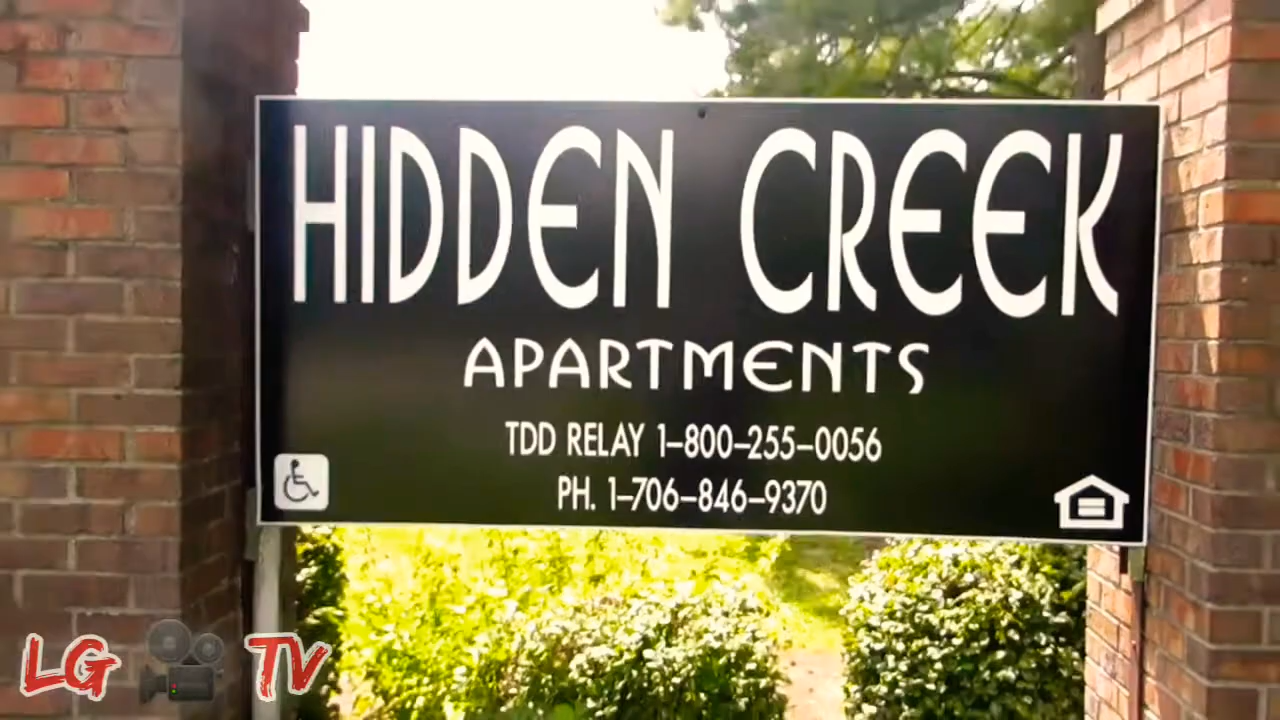 HIDDEN CREEK
APARTMENTS
TDD RELAY 1-800-255-0056
PH. 1-706-846-9370
LG TV